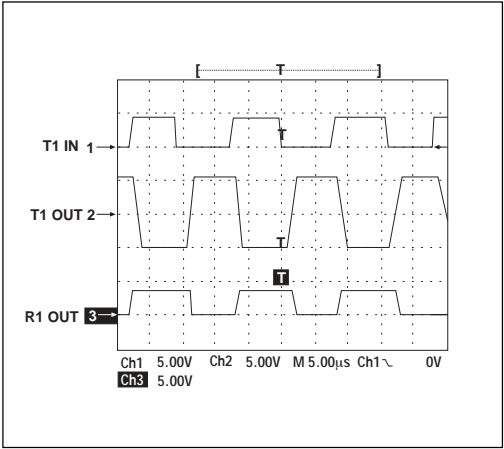 [ T ]
T
T1 IN 1
T1 OUT 2
T
T
R1 OUT 3
Ch1 5.00V Ch2 5.00V M 5.00µs Ch1 0V
Ch3 5.00V